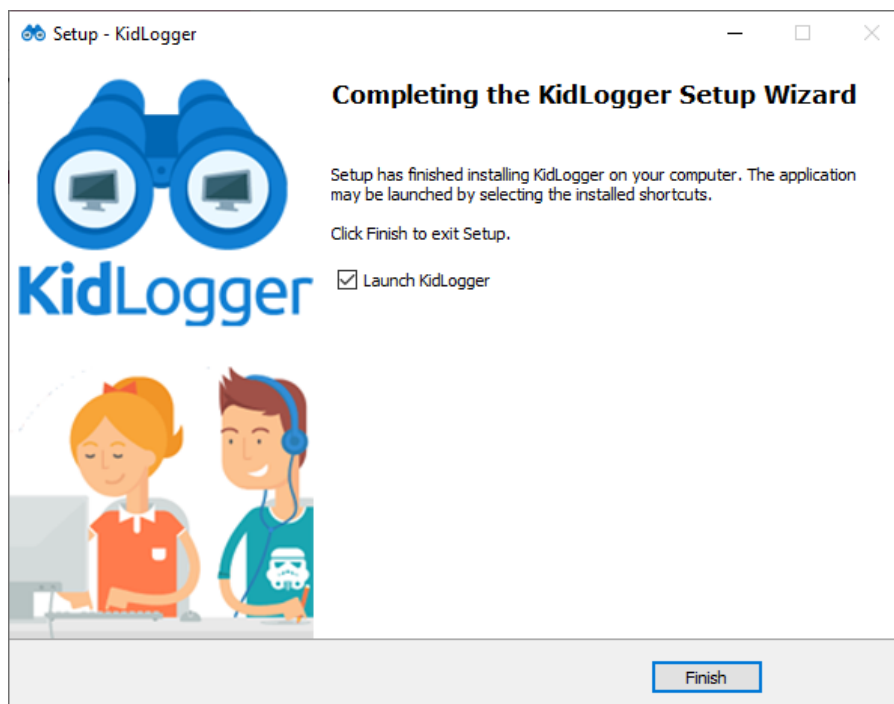 Setup - KidLogger
Completing the KidLogger Setup Wizard
Setup has finished installing KidLogger on your computer. The application
may be launched by selecting the installed shortcuts.
Click Finish to exit Setup.
Launch KidLogger
KidLogger
Finish